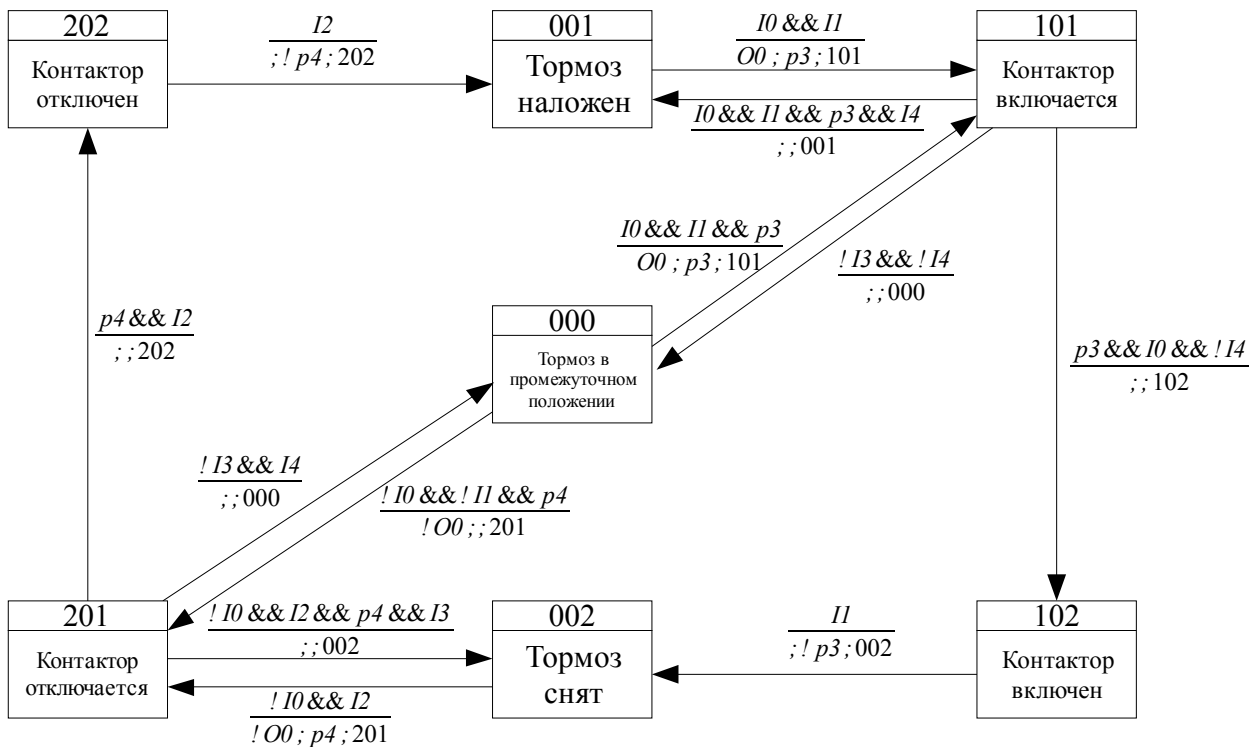 202
Контактор
отключен
I2
; ! p4 ; 202
001
Тормоз
наложен
I0 && I1
O0 ; p3 ; 101
I0 && I1 && p3 && I4
; ; 001
101
Контактор
включается
I0 && I1 && p3
O0 ; p3 ; 101
! I3 && ! I4
; ; 000
p4 && I2
; ; 202
000
Тормоз в
промежуточном
положении
p3 && I0 && ! I4
; ; 102
! I3 && I4
; ; 000
! I0 && ! I1 && p4
! O0 ; ; 201
201
Контактор
отключается
! I0 && I2 && p4 && I3
; ; 002
! I0 && I2
! O0 ; p4 ; 201
002
Тормоз
снят
I1
; ! p3 ; 002
102
Контактор
включен